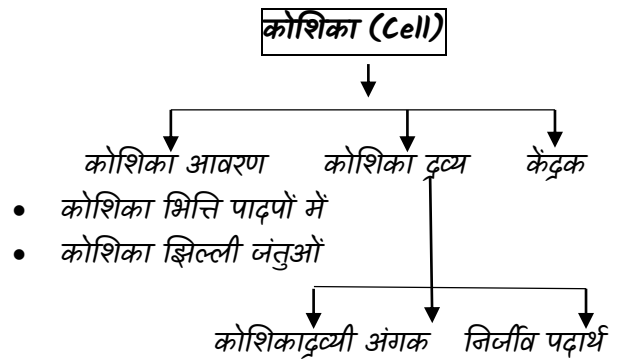 कोशिका (Cell)
कोशिका आवरण कोशिका द्रव्य केंद्रक
• कोशिका भित्ति पादपों में
• कोशिका झिल्ली जंतुओं
कोशिकाद्रव्यी अंगक निर्जीव पदार्थ